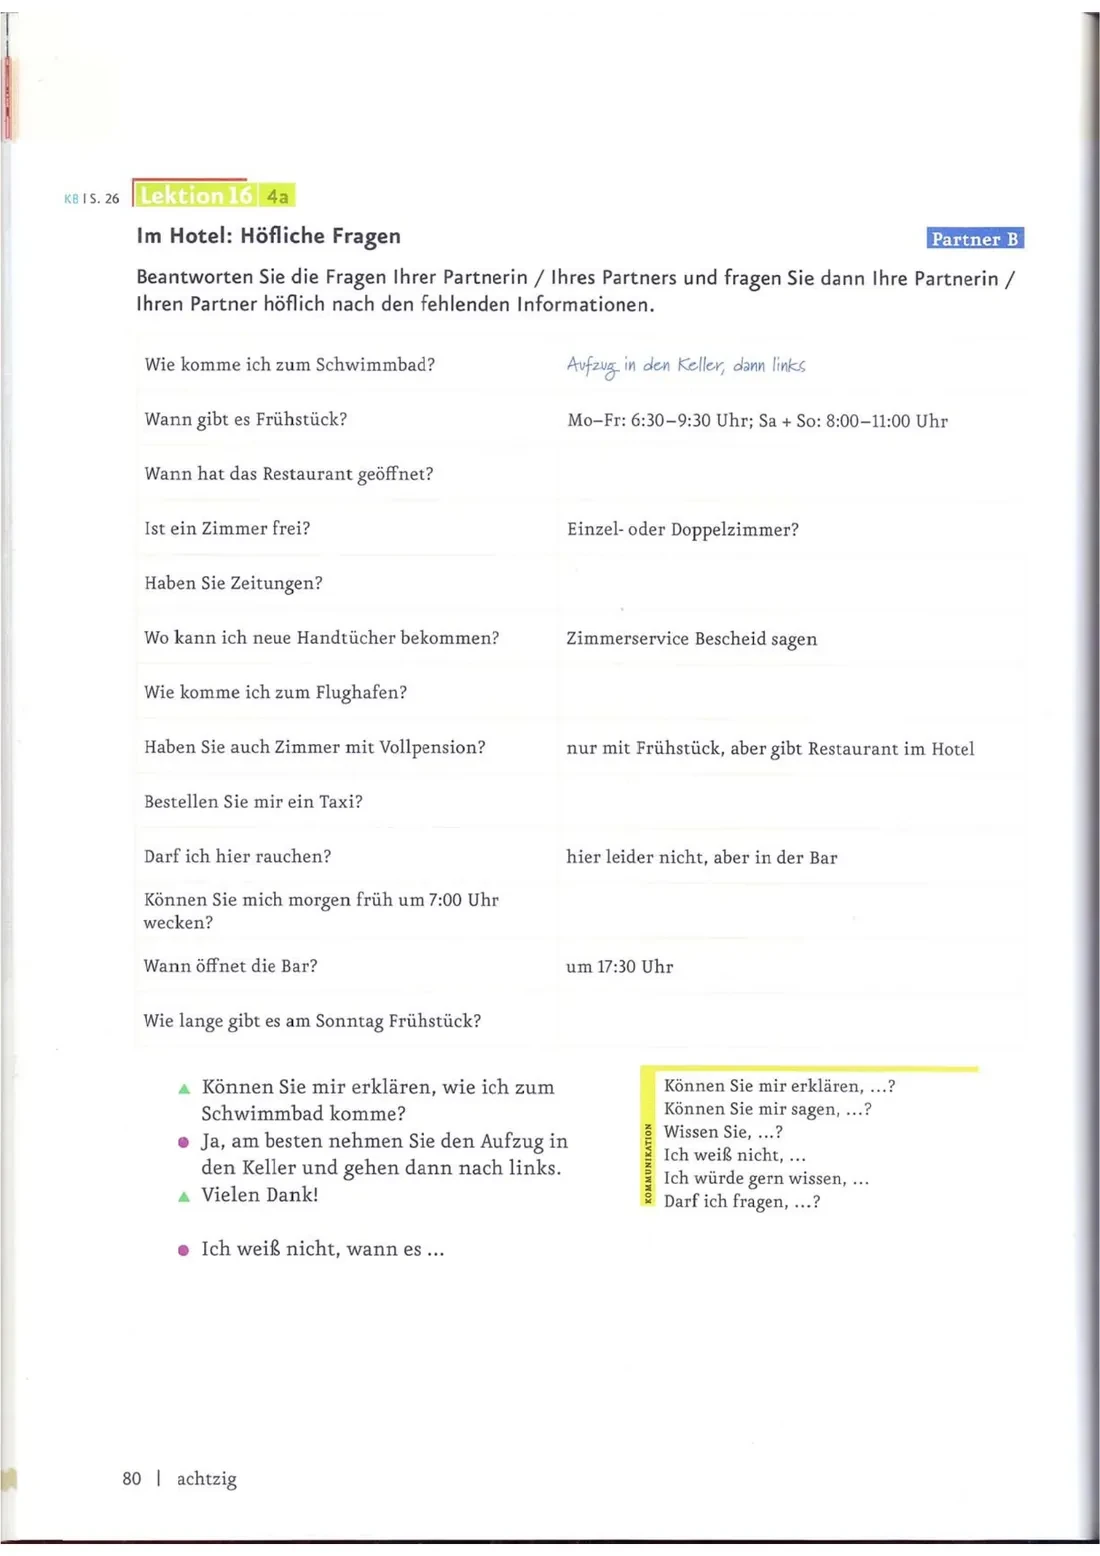 KB | S. 26 Lektion 16 | 4a
Im Hotel: Höfliche Fragen
Partner B
Beantworten Sie die Fragen Ihrer Partnerin / Ihres Partners und fragen Sie dann Ihre Partnerin /
Ihren Partner höflich nach den fehlenden Informationen.
Wie komme ich zum Schwimmbad? Aufzug in den Keller, dann links
Wann gibt es Frühstück? Mo–Fr: 6:30–9:30 Uhr; Sa + So: 8:00–11:00 Uhr
Wann hat das Restaurant geöffnet?
Ist ein Zimmer frei? Einzel- oder Doppelzimmer?
Haben Sie Zeitungen?
Wo kann ich neue Handtücher bekommen? Zimmerservice Bescheid sagen
Wie komme ich zum Flughafen?
Haben Sie auch Zimmer mit Vollpension? nur mit Frühstück, aber gibt Restaurant im Hotel
Bestellen Sie mir ein Taxi?
Darf ich hier rauchen? hier leider nicht, aber in der Bar
Können Sie mich morgen früh um 7:00 Uhr
wecken?
Wann öffnet die Bar? um 17:30 Uhr
Wie lange gibt es am Sonntag Frühstück?
▲ Können Sie mir erklären, wie ich zum
Schwimmbad komme?
● Ja, am besten nehmen Sie den Aufzug in
den Keller und gehen dann nach links.
▲ Vielen Dank!
● Ich weiß nicht, wann es ...
KOMMUNIKATION
Können Sie mir erklären, ...?
Können Sie mir sagen, ...?
Wissen Sie, ...?
Ich weiß nicht, ...
Ich würde gern wissen, ...
Darf ich fragen, ...?
80 | achtzig